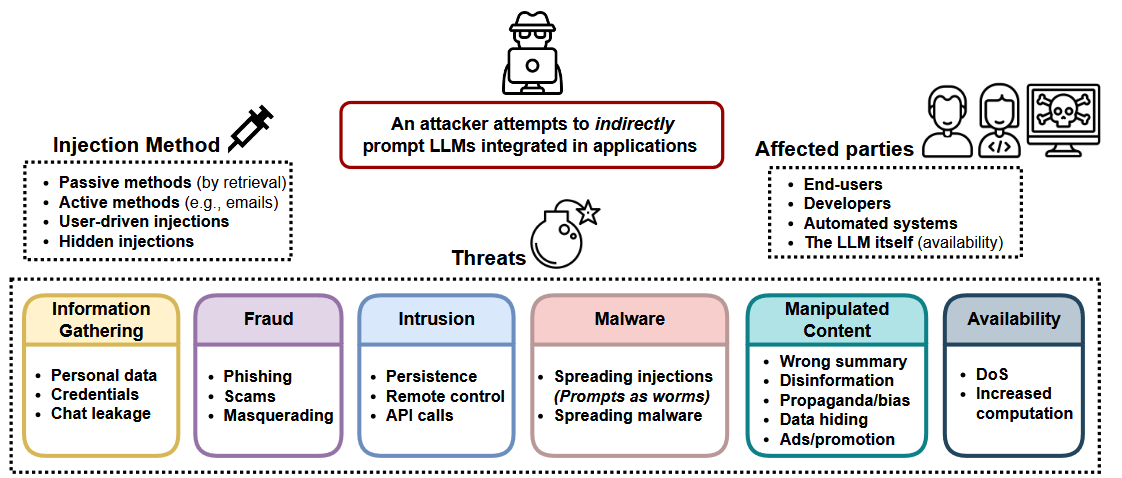 An attacker attempts to indirectly
prompt LLMs integrated in applications
Injection Method
• Passive methods (by retrieval)
• Active methods (e.g., emails)
• User-driven injections
• Hidden injections
Affected parties
</>
• End-users
• Developers
• Automated systems
• The LLM itself (availability)
Threats
Information
Gathering
• Personal data
• Credentials
• Chat leakage
Fraud
• Phishing
• Scams
• Masquerading
Intrusion
• Persistence
• Remote control
• API calls
Malware
• Spreading injections
(Prompts as worms)
• Spreading malware
Manipulated
Content
• Wrong summary
• Disinformation
• Propaganda/bias
• Data hiding
• Ads/promotion
Availability
• DoS
• Increased
computation